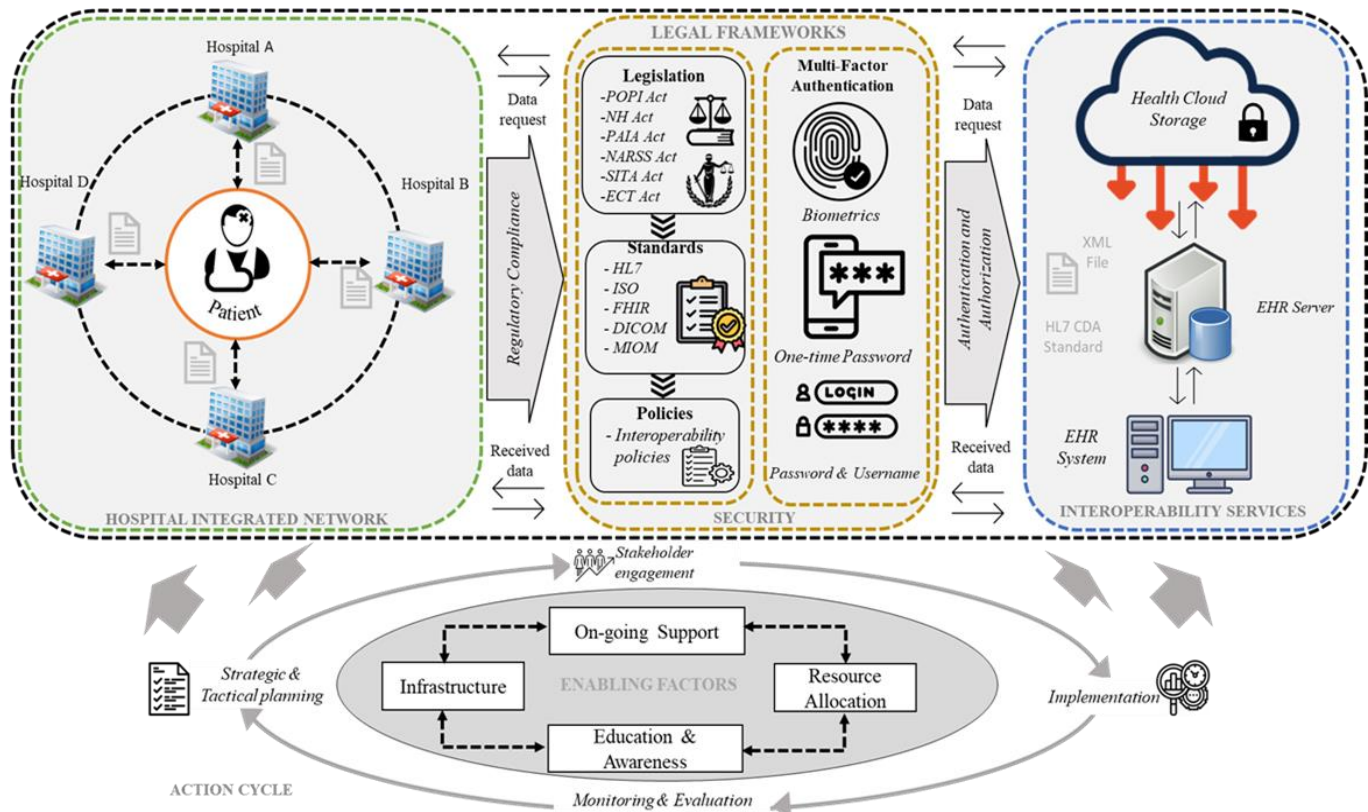 Hospital A
Hospital D
Hospital B
Patient
Hospital C
HOSPITAL INTEGRATED NETWORK
Data
request
Regulatory Compliance
Received
data
LEGAL FRAMEWORKS
Legislation
-POPI Act
-NH Act
-PAIA Act
-NARSS Act
-SITA Act
-ECT Act
Standards
- HL7
- ISO
- FHIR
- DICOM
- MIOM
Policies
- Interoperability
policies
Multi-Factor
Authentication
Biometrics
***
One-time Password
LOGIN
****
Password & Username
SECURITY
Data
request
Authentication and
Authorization
Received
data
Health Cloud
Storage
XML
File
HL7 CDA
Standard
EHR Server
EHR
System
INTEROPERABILITY SERVICES
Stakeholder
engagement
Strategic &
Tactical planning
On-going Support
Infrastructure
ENABLING FACTORS
Resource
Allocation
Education &
Awareness
Implementation
ACTION CYCLE
Monitoring & Evaluation